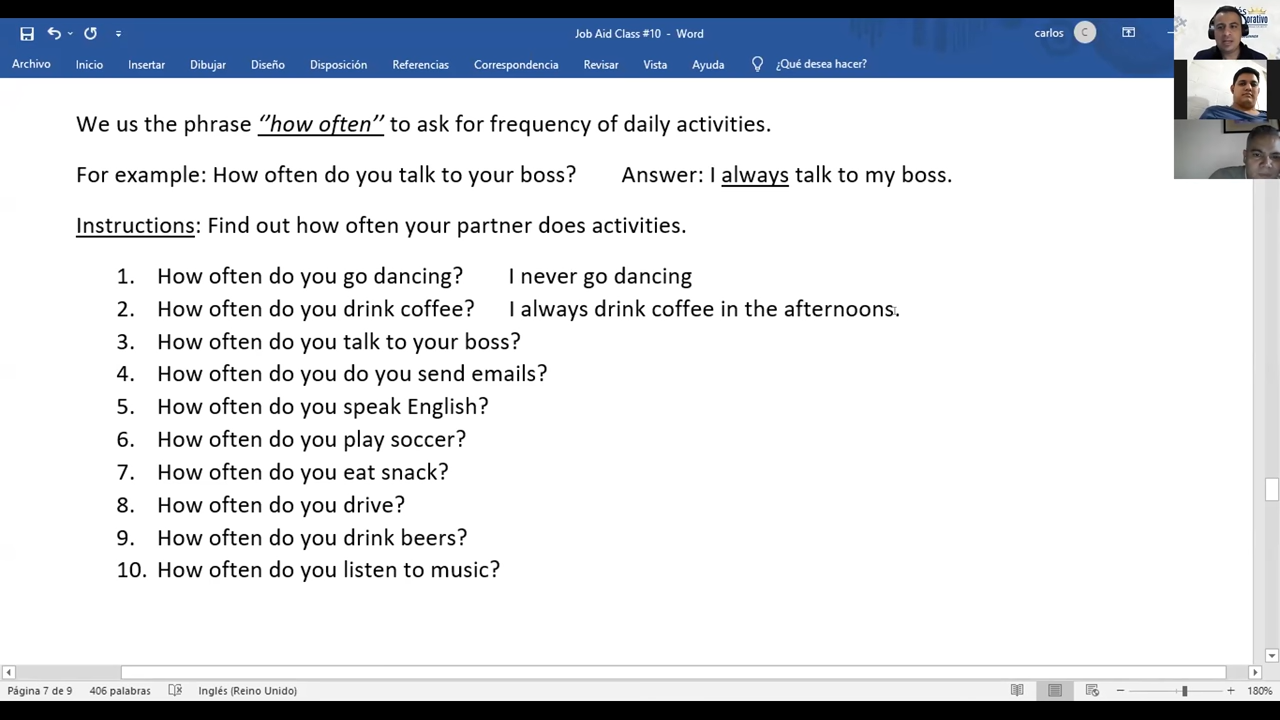 Job Aid Class #10 - Word
carlos
C
Archivo Inicio Insertar Dibujar Diseño Disposición Referencias Correspondencia Revisar Vista Ayuda ¿Qué desea hacer?
We us the phrase ‘’how often’’ to ask for frequency of daily activities.
For example: How often do you talk to your boss? Answer: I always talk to my boss.
Instructions: Find out how often your partner does activities.
1. How often do you go dancing? I never go dancing
2. How often do you drink coffee? I always drink coffee in the afternoons.
3. How often do you talk to your boss?
4. How often do you do you send emails?
5. How often do you speak English?
6. How often do you play soccer?
7. How often do you eat snack?
8. How often do you drive?
9. How often do you drink beers?
10. How often do you listen to music?
Página 7 de 9 406 palabras Inglés (Reino Unido) 180%